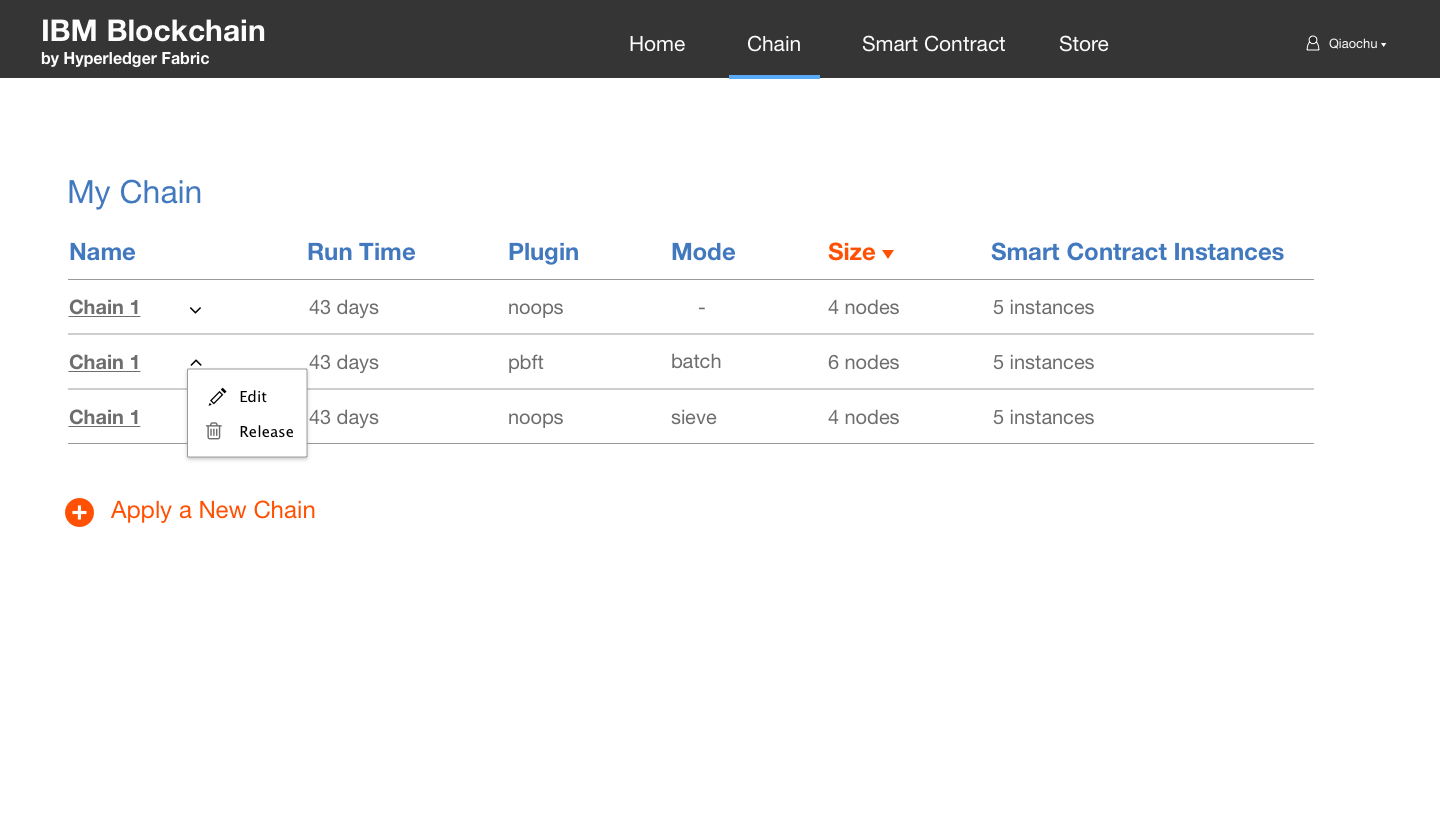 IBM Blockchain
by Hyperledger Fabric
Home Chain Smart Contract Store Qiaochu
My Chain
Name Run Time Plugin Mode Size Smart Contract Instances
Chain 1 43 days noops - 4 nodes 5 instances
Chain 1 43 days pbft batch 6 nodes 5 instances
Edit
Chain 1 43 days noops sieve 4 nodes 5 instances
Release
Apply a New Chain